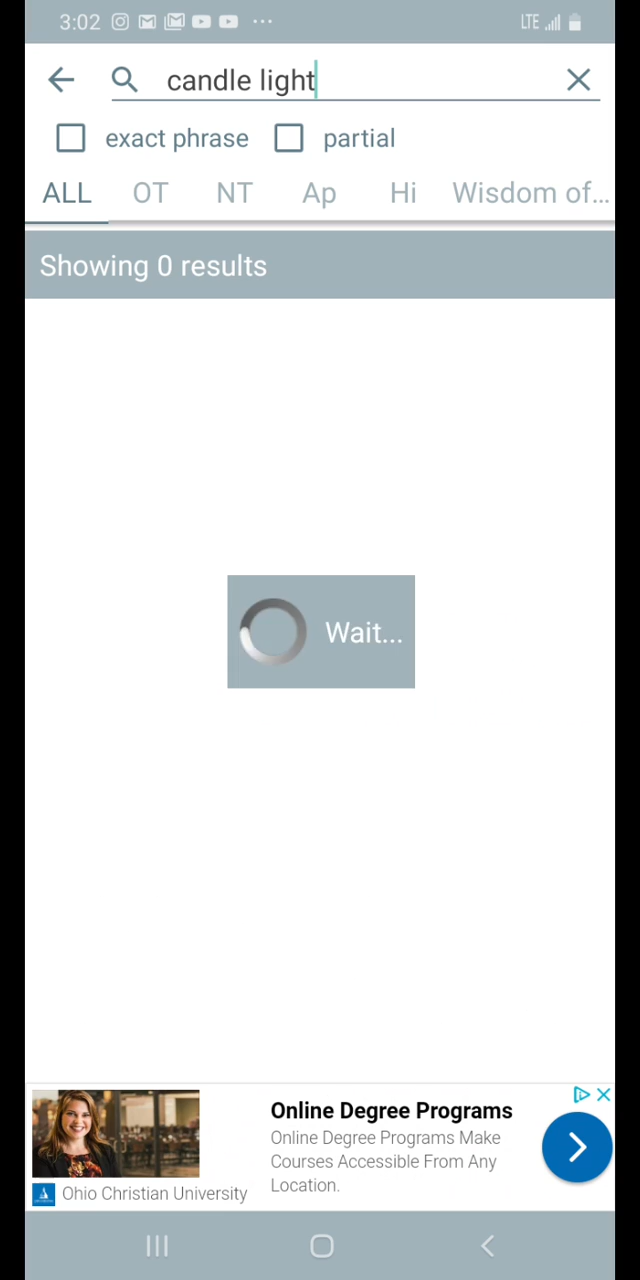 3:02 ... LTE
candle light
exact phrase partial
ALL OT NT Ap Hi Wisdom of...
Showing 0 results
Wait...
Online Degree Programs
Online Degree Programs Make
Courses Accessible From Any
Location.
Ohio Christian University